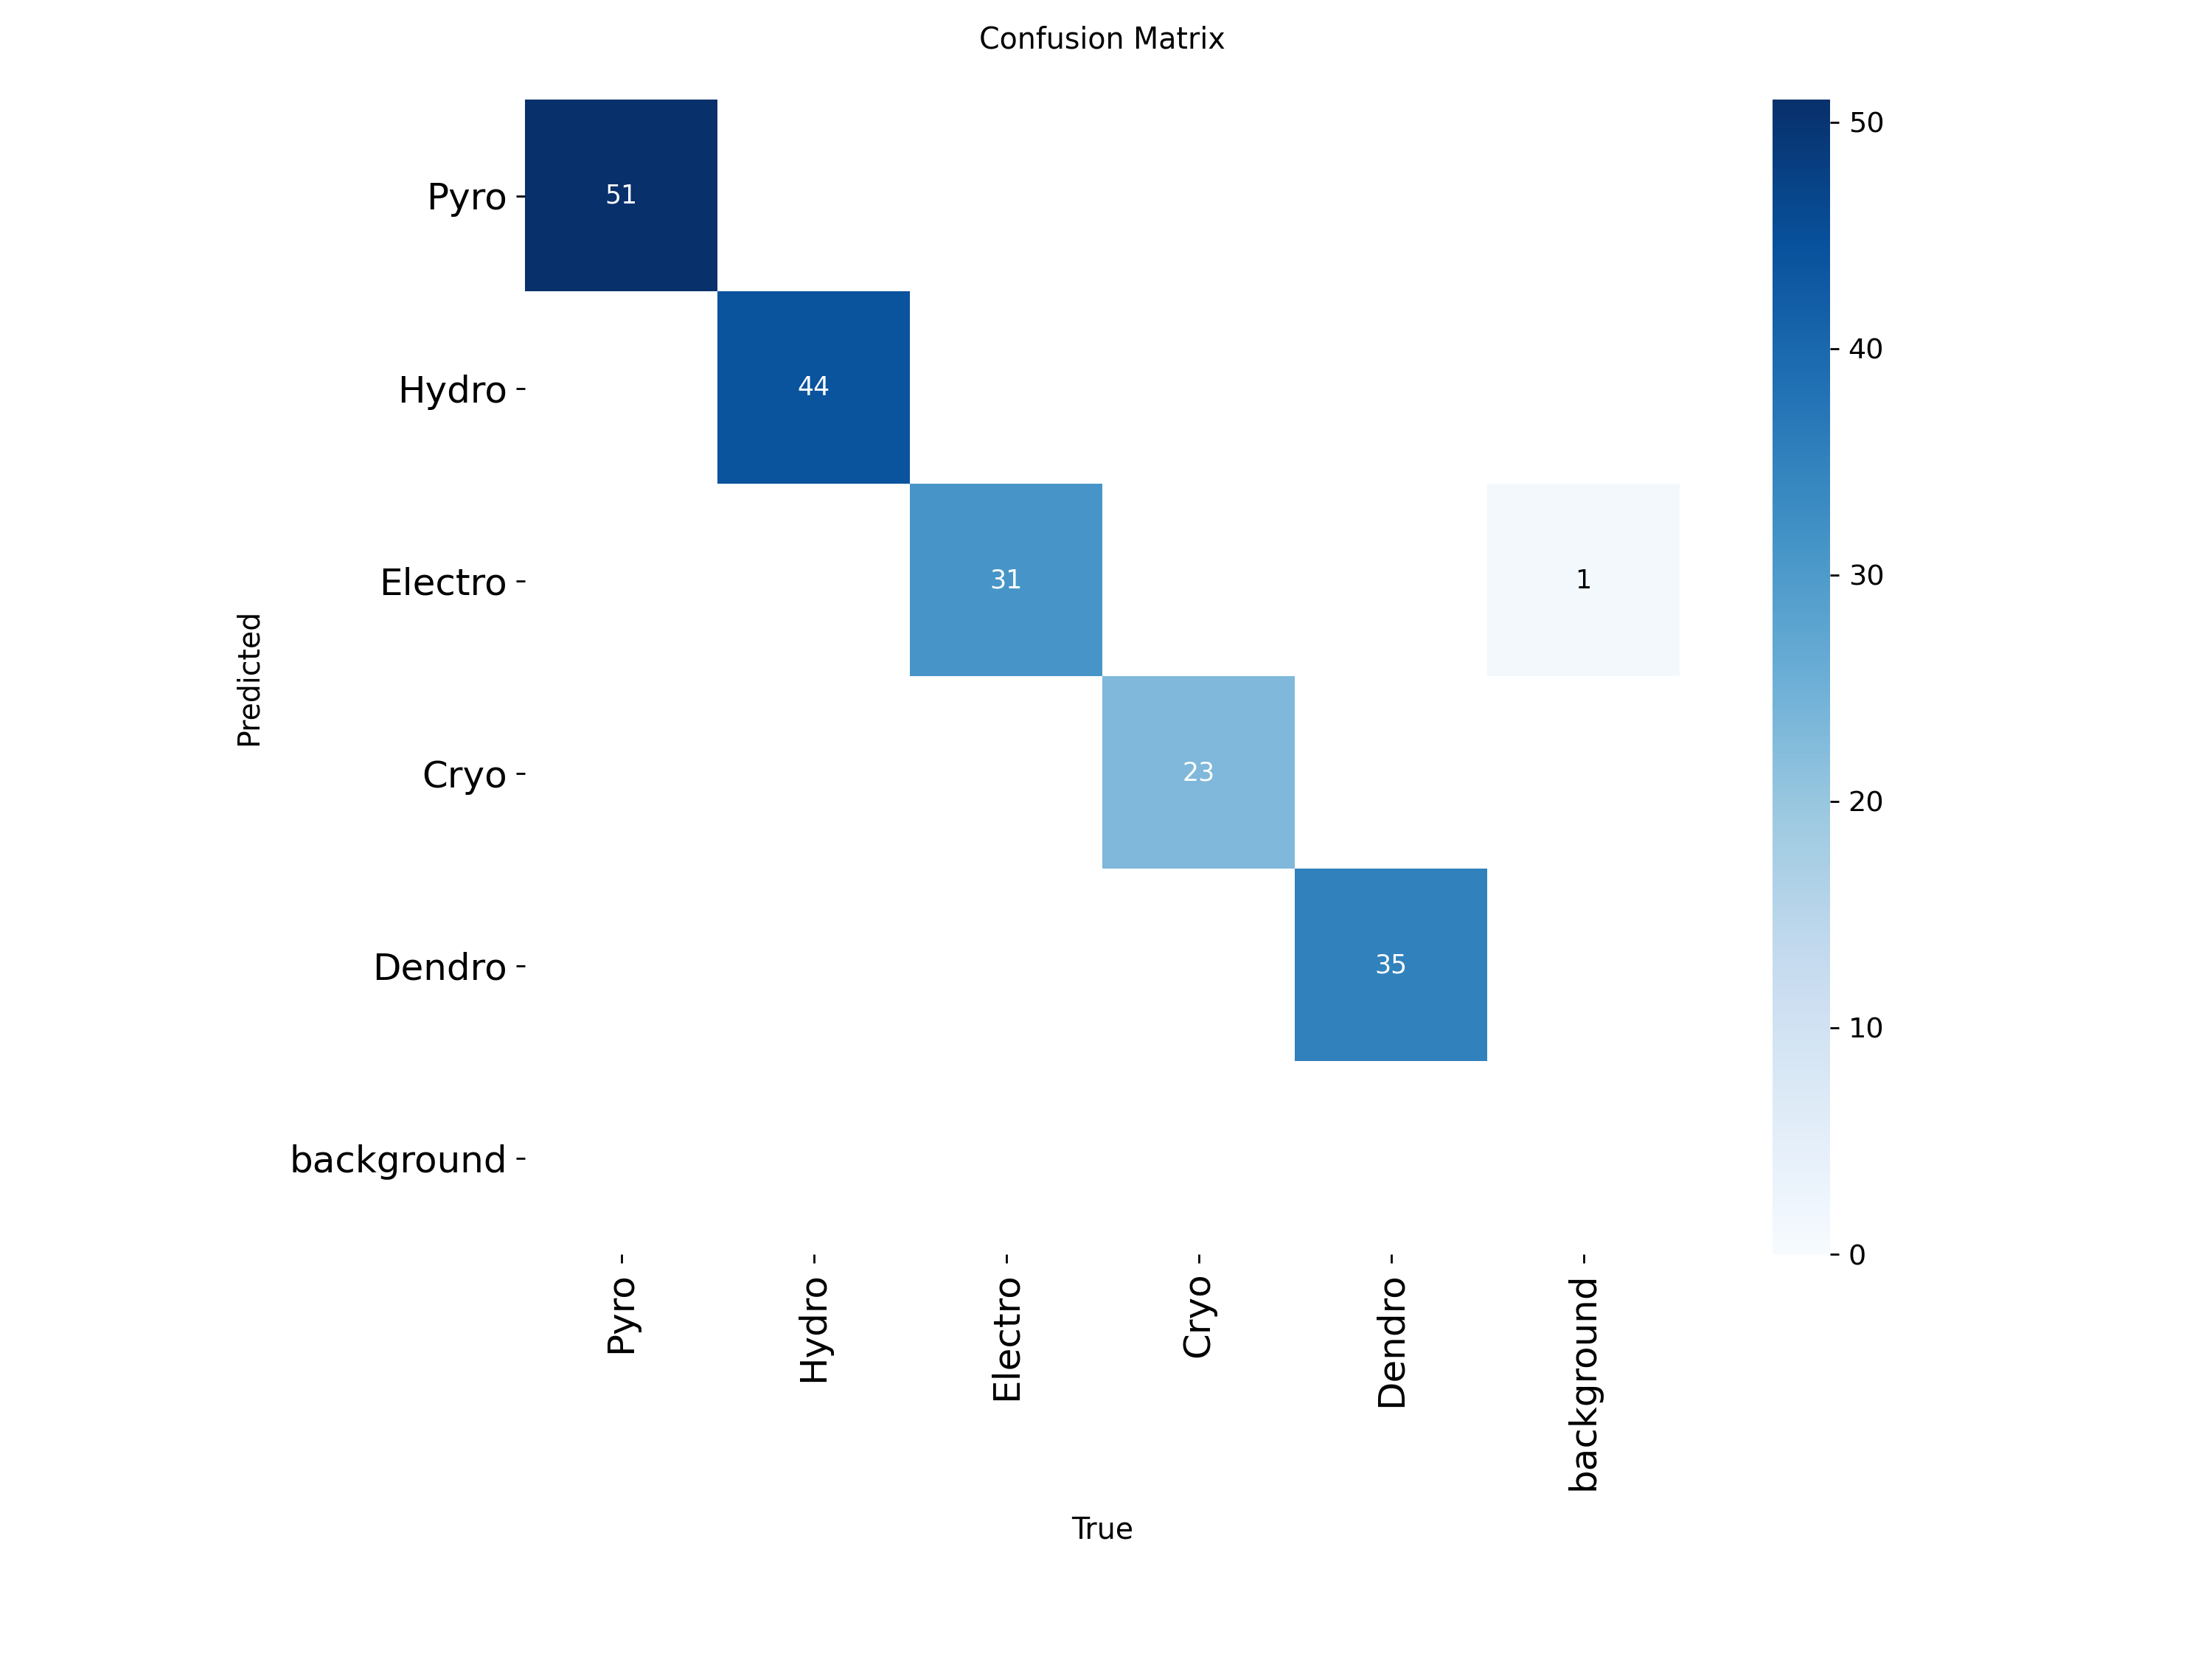 Confusion Matrix
Pyro
Hydro
Electro
Cryo
Dendro
background
Predicted
51
44
31
1
23
35
50
40
30
20
10
0
Pyro
Hydro
Electro
Cryo
Dendro
background
True